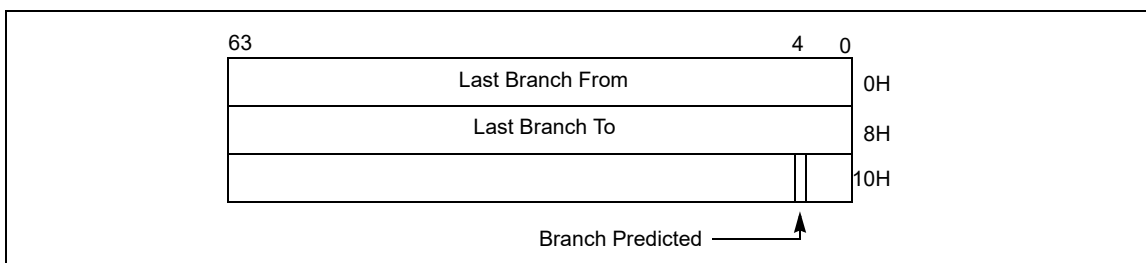 63 4 0
Last Branch From 0H
Last Branch To 8H
10H
Branch Predicted